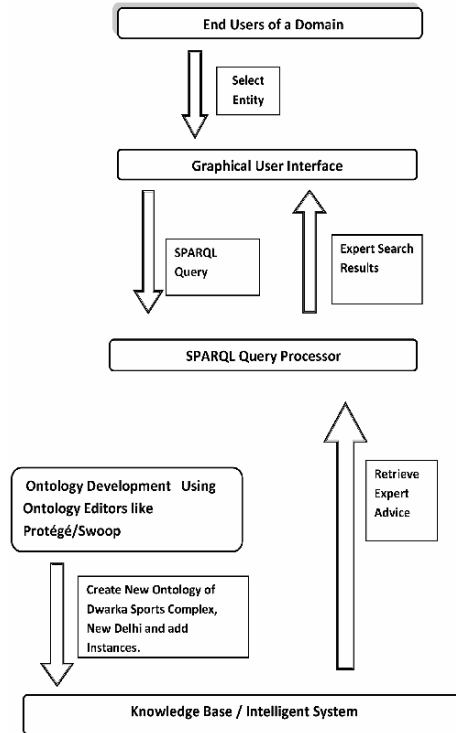 End Users of a Domain
Select
Entity
Graphical User Interface
SPARQL
Query
Expert Search
Results
SPARQL Query Processor
Ontology Development Using
Ontology Editors like
Protégé/Swoop
Retrieve
Expert
Advice
Create New Ontology of
Dwarka Sports Complex,
New Delhi and add
Instances.
Knowledge Base / Intelligent System